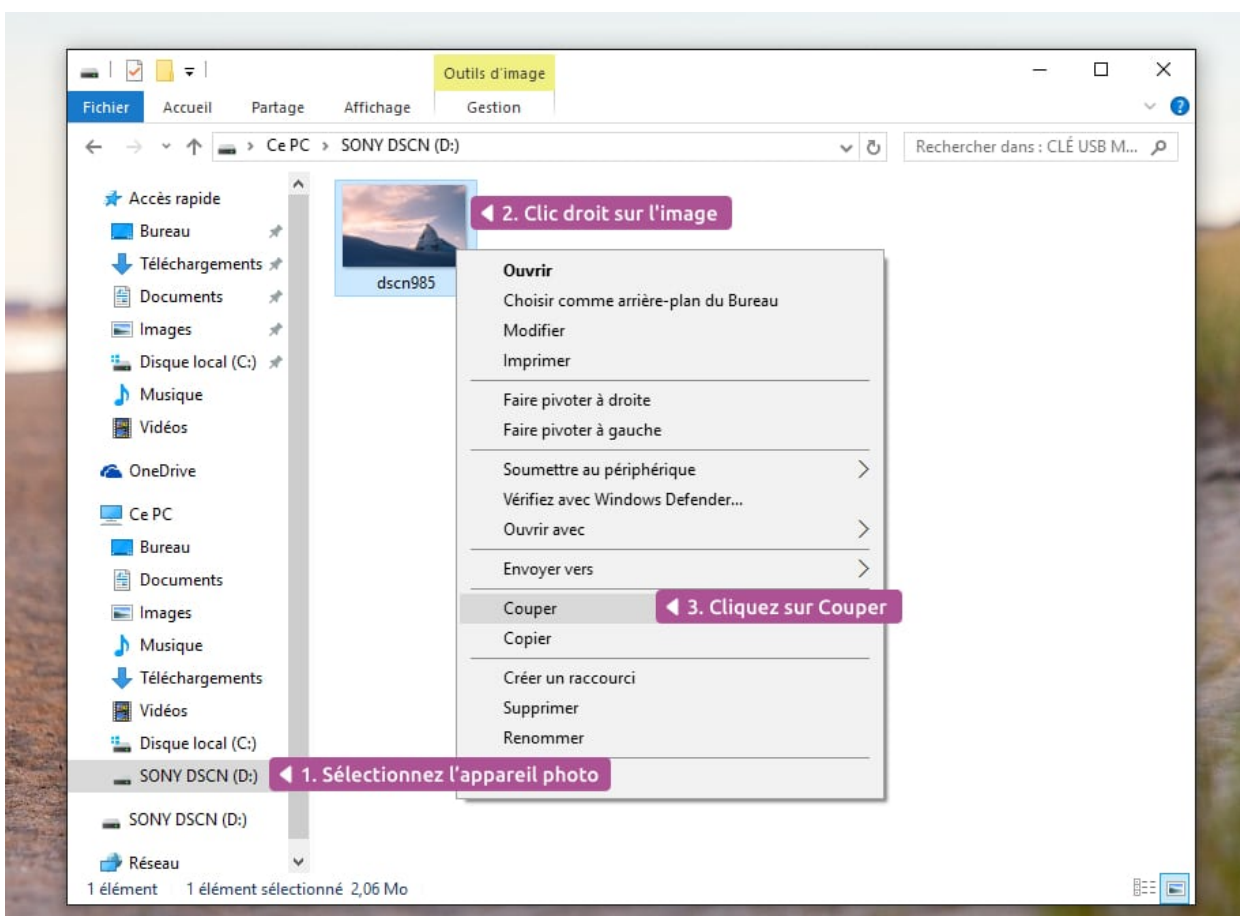 Outils d'image
Fichier Accueil Partage Affichage Gestion
Ce PC > SONY DSCN (D:)
Rechercher dans : CLÉ USB M...
Accès rapide
Bureau
Téléchargements
Documents
Images
Disque local (C:)
Musique
Vidéos
OneDrive
Ce PC
Bureau
Documents
Images
Musique
Téléchargements
Vidéos
Disque local (C:)
SONY DSCN (D:)
1. Sélectionnez l'appareil photo
SONY DSCN (D:)
Réseau
dscn985
2. Clic droit sur l'image
Ouvrir
Choisir comme arrière-plan du Bureau
Modifier
Imprimer
Faire pivoter à droite
Faire pivoter à gauche
Soumettre au périphérique
Vérifiez avec Windows Defender...
Ouvrir avec
Envoyer vers
Couper
3. Cliquez sur Couper
Copier
Créer un raccourci
Supprimer
Renommer
1 élément 1 élément sélectionné 2,06 Mo